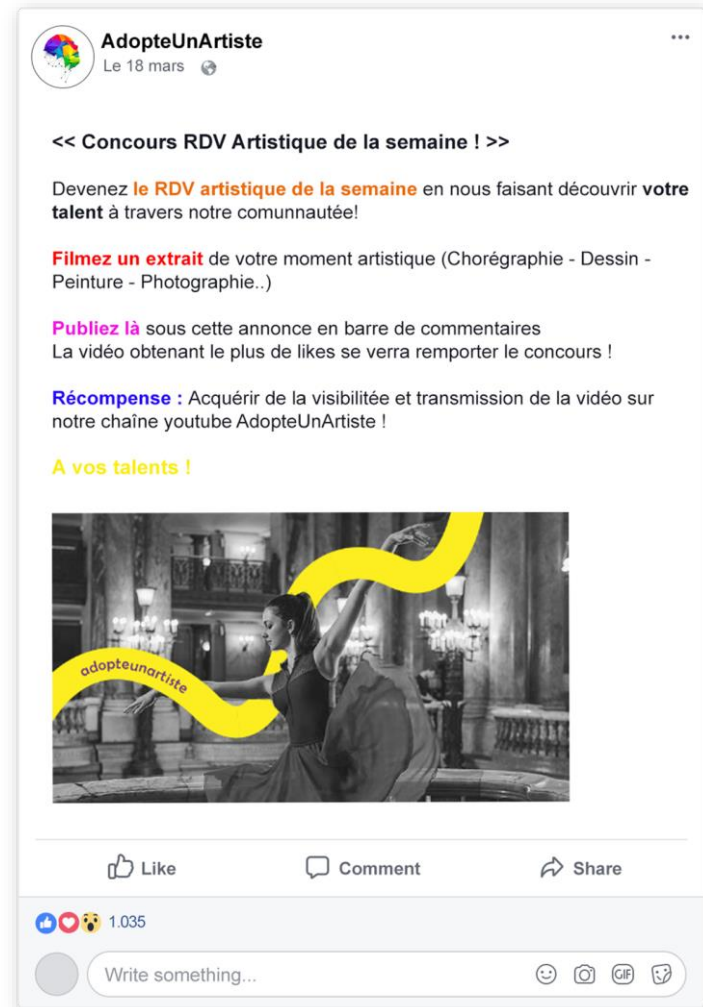 AdopteUnArtiste
Le 18 mars
<< Concours RDV Artistique de la semaine ! >>
Devenez le RDV artistique de la semaine en nous faisant découvrir votre
talent à travers notre comunnautée!
Filmez un extrait de votre moment artistique (Chorégraphie - Dessin -
Peinture - Photographie..)
Publiez là sous cette annonce en barre de commentaires
La vidéo obtenant le plus de likes se verra remporter le concours !
Récompense : Acquérir de la visibilitée et transmission de la vidéo sur
notre chaîne youtube AdopteUnArtiste !
A vos talents !
adopteunartiste
Like Comment Share
1.035
Write something...
GIF